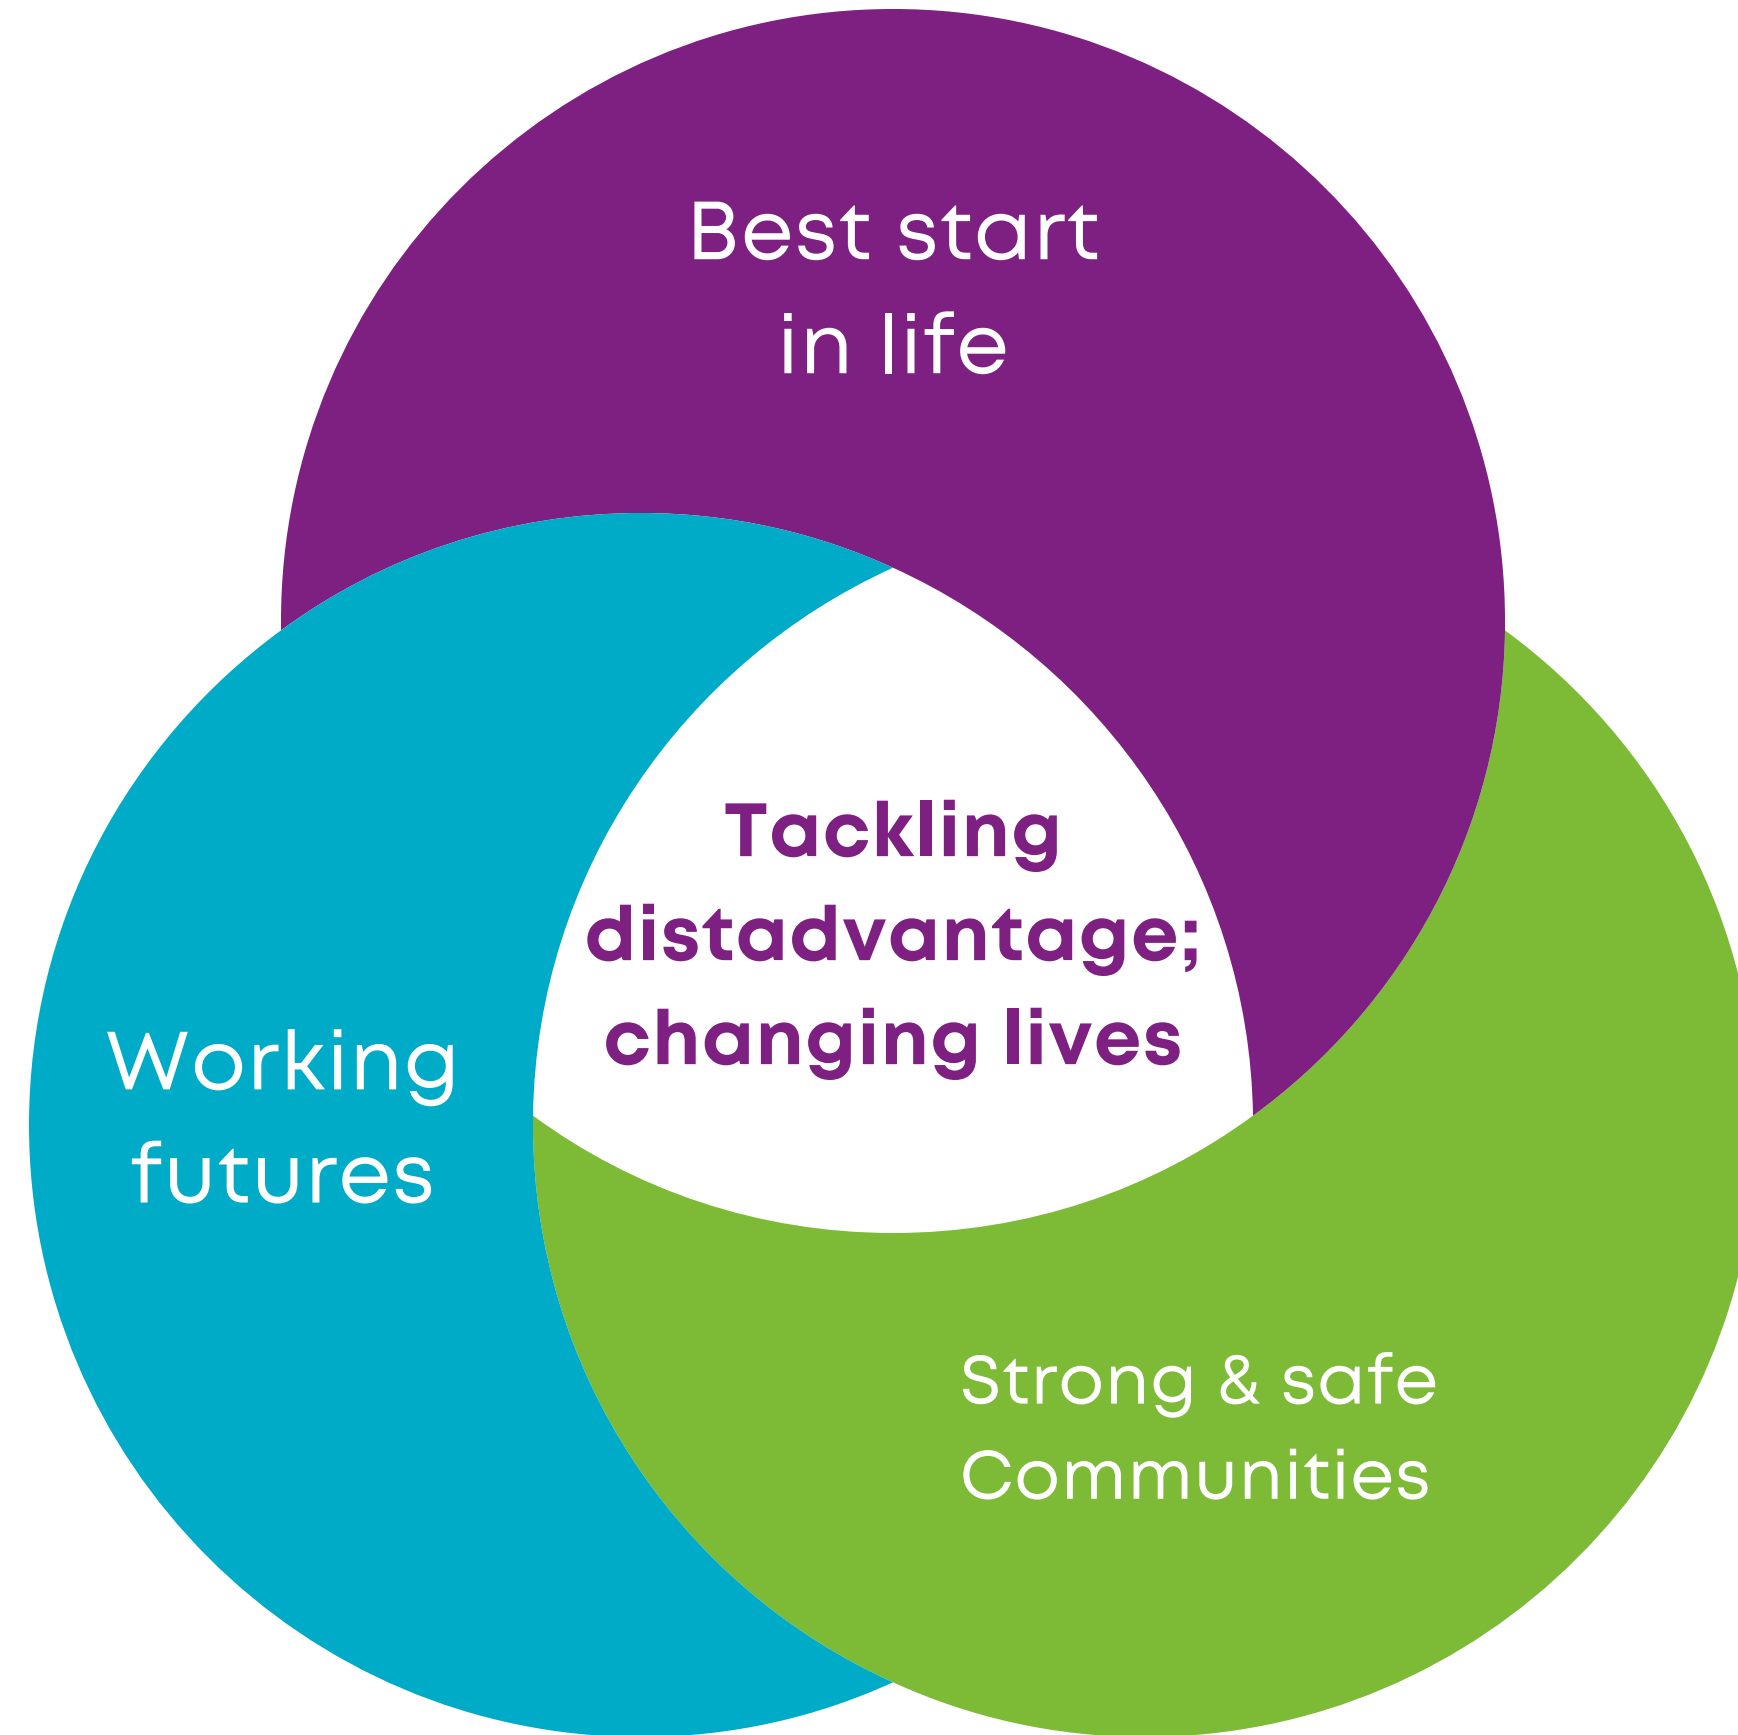 Best start
in life
Tackling
distadvantage;
changing lives
Working
futures
Strong & safe
Communities